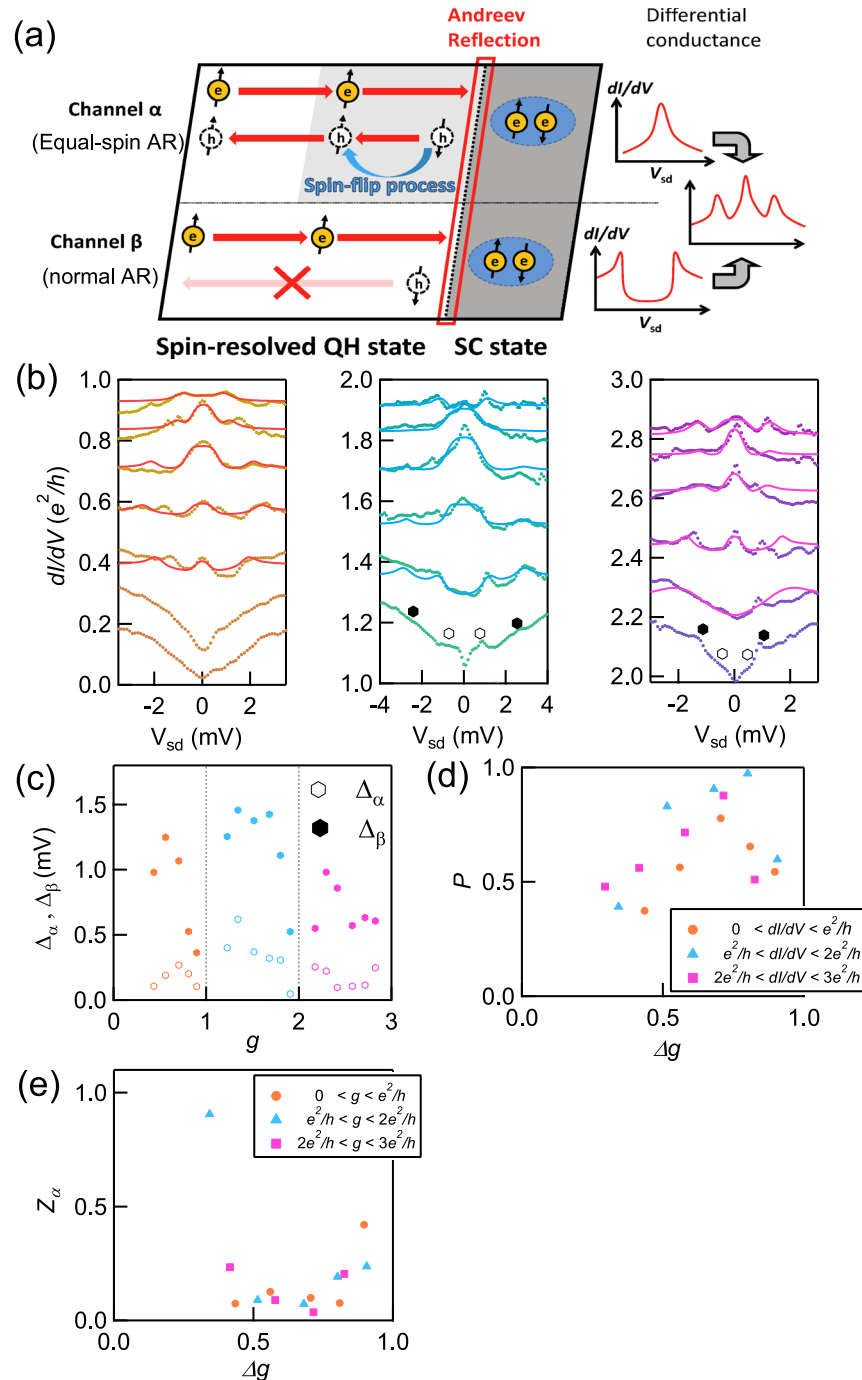 (a)
Andreev
Reflection
Differential
conductance
Channel α
(Equal-spin AR)
e
e
h
h
h
Spin-flip process
e e
dI/dV
V_sd
Channel β
(normal AR)
e
e
h
e e
dI/dV
V_sd
Spin-resolved QH state
SC state
(b)
dI/dV (e²/h)
1.0
0.8
0.6
0.4
0.2
0.0
-2 0 2
V_sd (mV)
2.0
1.8
1.6
1.4
1.2
1.0
-4 -2 0 2 4
V_sd (mV)
3.0
2.8
2.6
2.4
2.2
2.0
-2 0 2
V_sd (mV)
(c)
Δ_α , Δ_β (mV)
1.5
1.0
0.5
0.0
0 1 2 3
g
Δ_α
Δ_β
(d)
P
1.0
0.5
0.0
0.0 0.5 1.0
Δg
0 < dI/dV < e²/h
e²/h < dI/dV < 2e²/h
2e²/h < dI/dV < 3e²/h
(e)
Z_α
1.0
0.5
0.0
0.0 0.5 1.0
Δg
0 < g < e²/h
e²/h < g < 2e²/h
2e²/h < g < 3e²/h